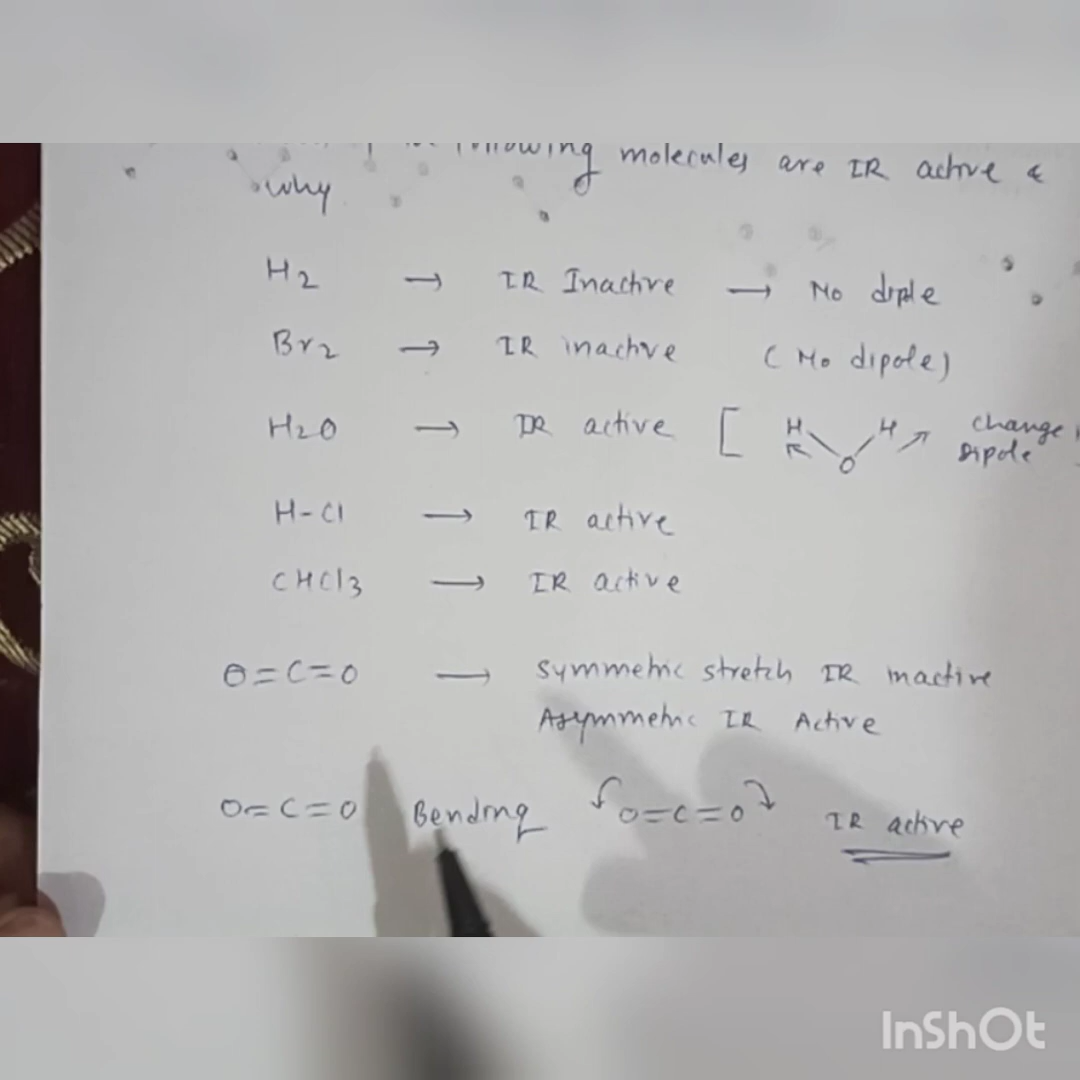 following molecules are IR active &
why
H2 → IR Inactive → No diple
Br2 → IR inactive (No dipole)
H2O → IR active [ H O H change
Dipole
H-Cl → IR active
CHCl3 → IR active
O=C=O → Symmetric stretch IR inactive
Asymmetric IR Active
O=C=O Bending O=C=O IR active
InShOt